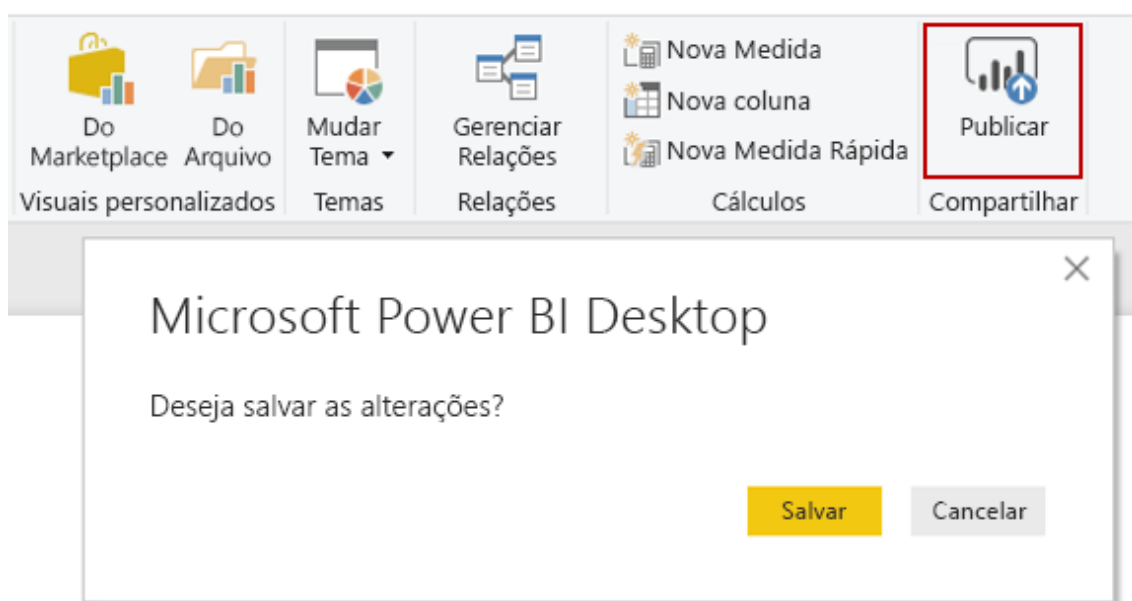 Do Marketplace
Do Arquivo
Visuais personalizados
Mudar Tema
Temas
Gerenciar Relações
Relações
Nova Medida
Nova coluna
Nova Medida Rápida
Cálculos
Publicar
Compartilhar
Microsoft Power BI Desktop
Deseja salvar as alterações?
Salvar
Cancelar